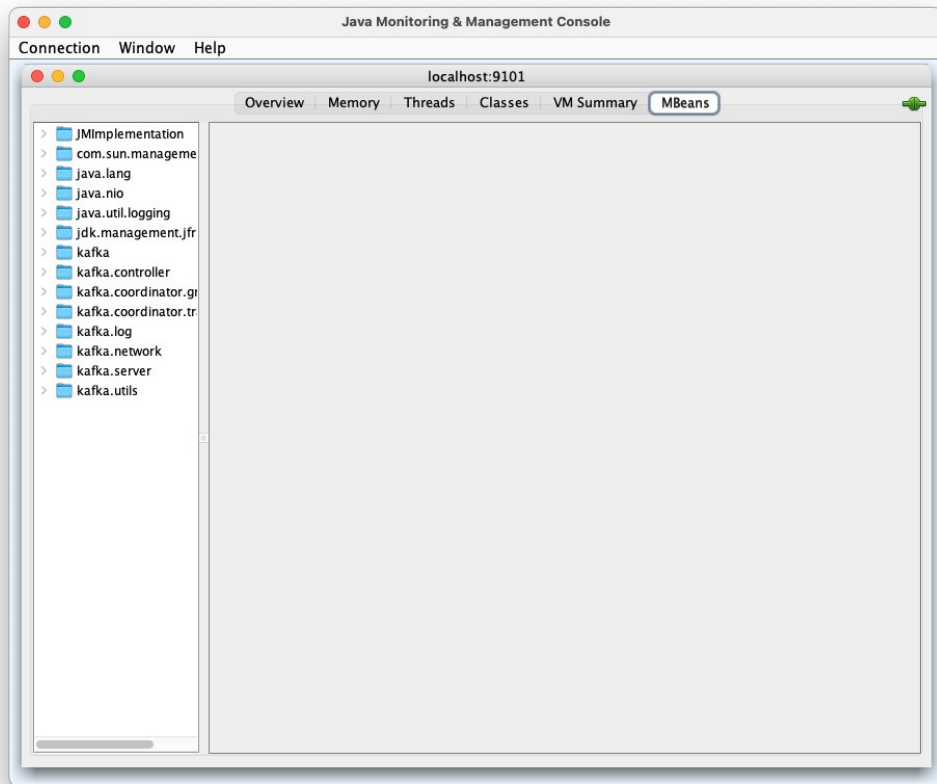 Java Monitoring & Management Console
Connection Window Help
localhost:9101
Overview Memory Threads Classes VM Summary MBeans
JMImplementation
com.sun.manageme
java.lang
java.nio
java.util.logging
jdk.management.jfr
kafka
kafka.controller
kafka.coordinator.gr
kafka.coordinator.tr
kafka.log
kafka.network
kafka.server
kafka.utils